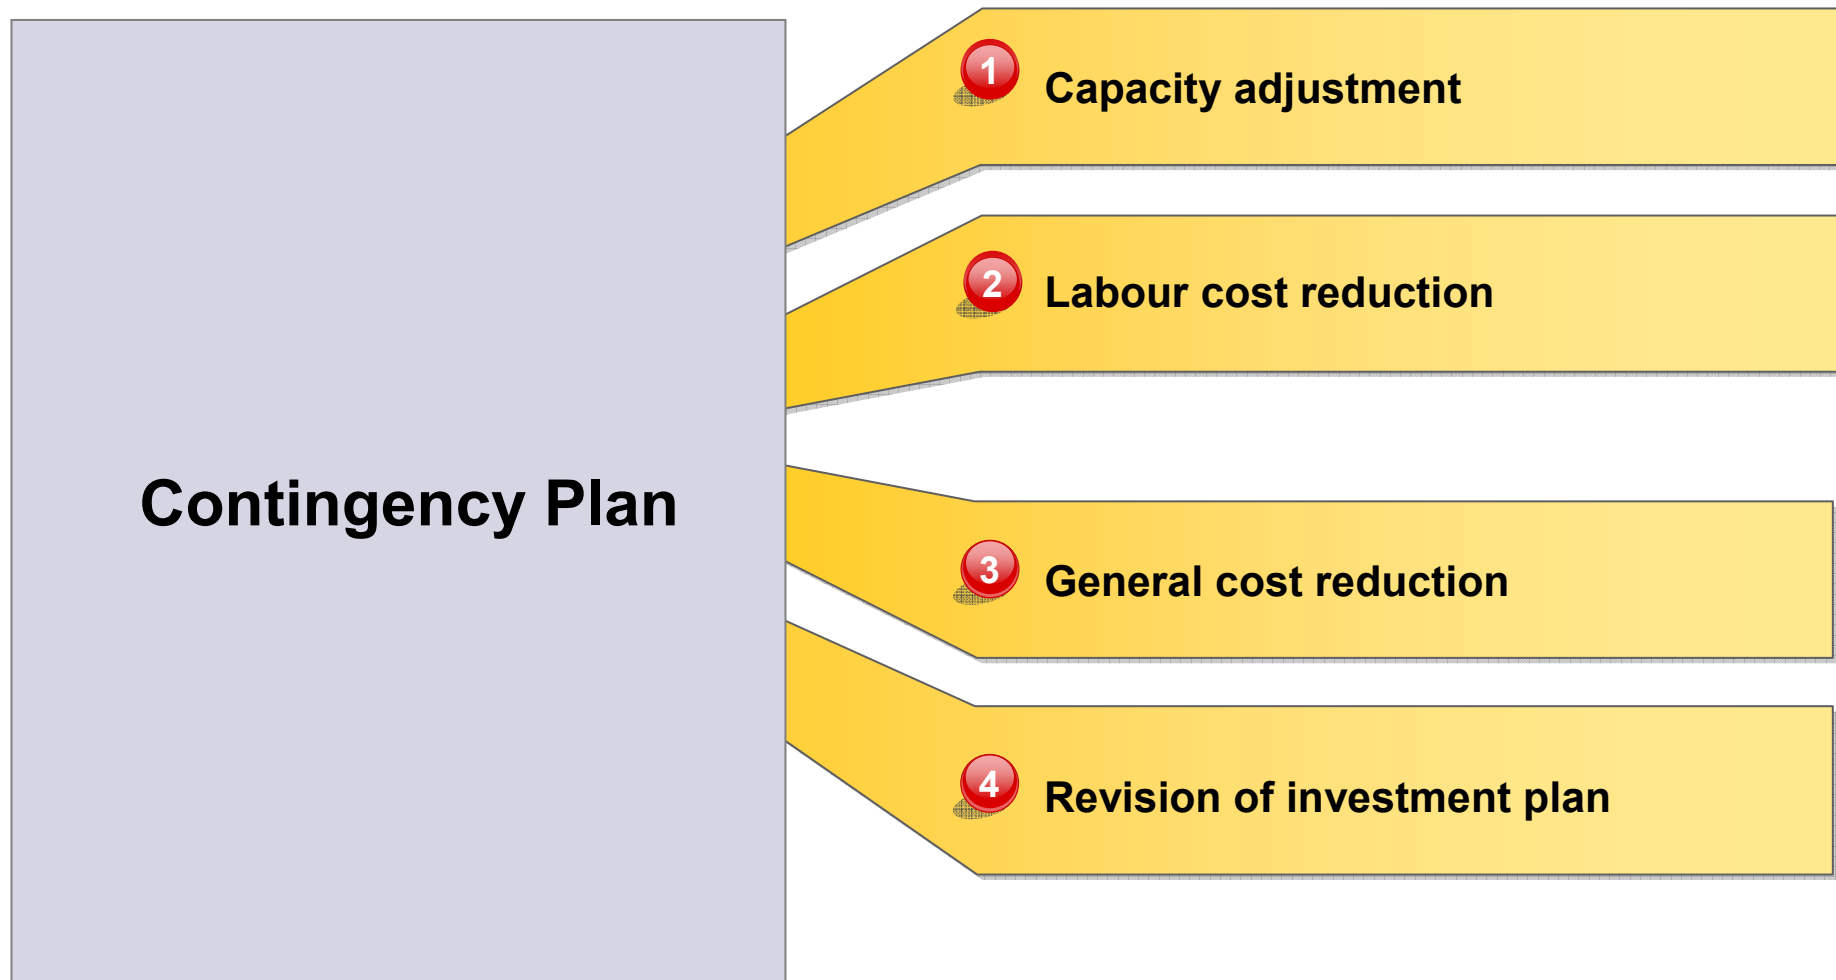 Contingency Plan
1 Capacity adjustment
2 Labour cost reduction
3 General cost reduction
4 Revision of investment plan